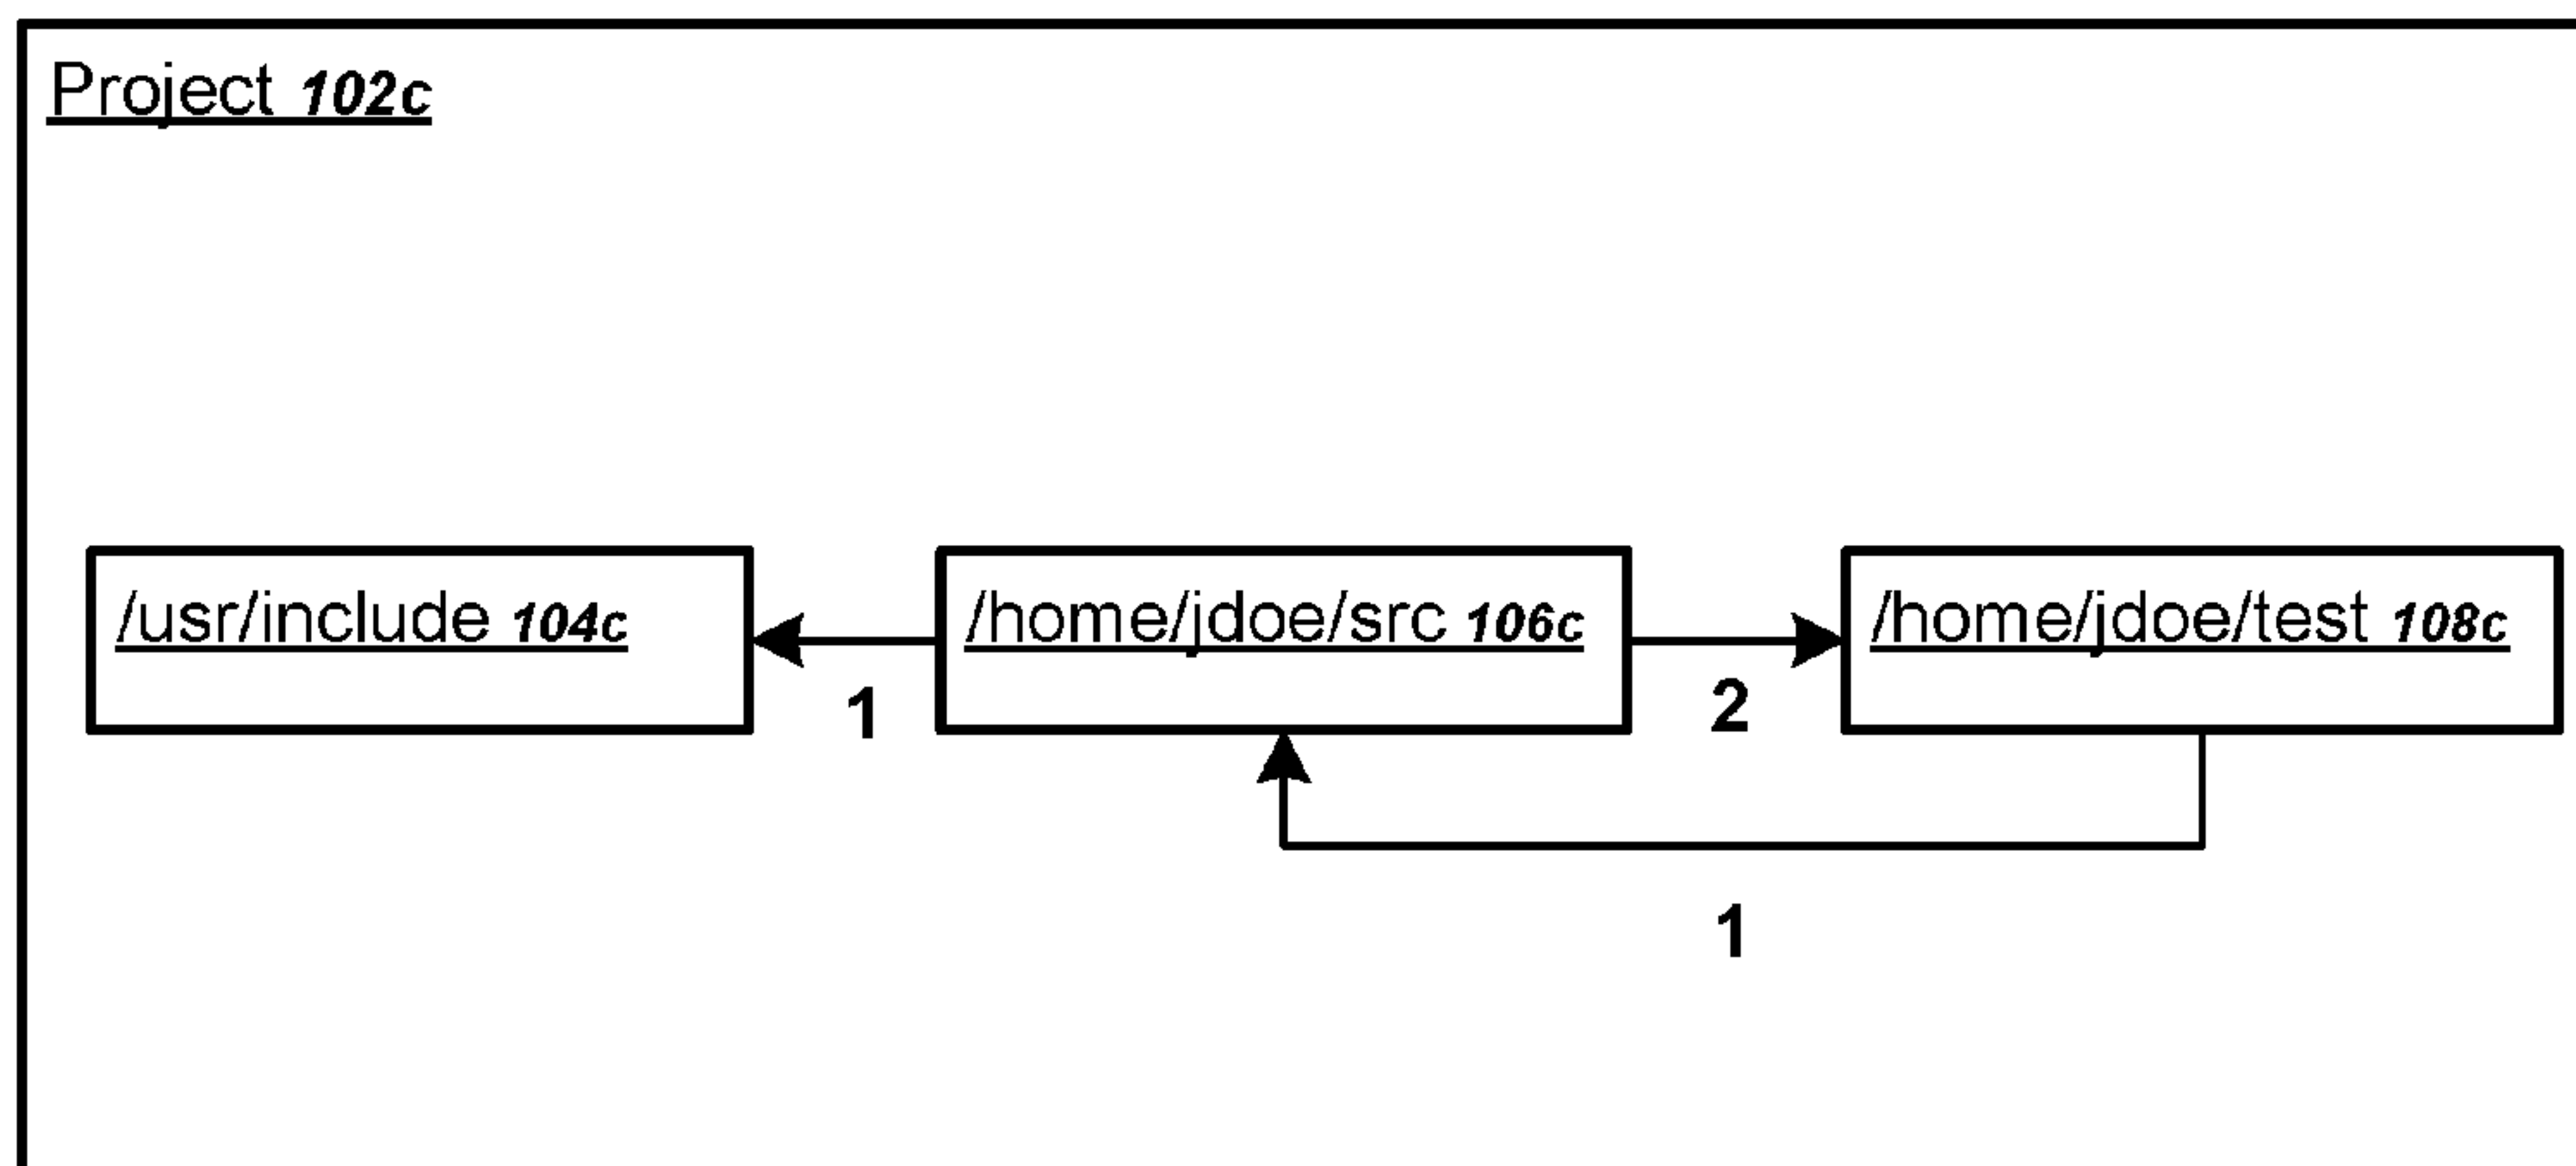 Project 102c
/usr/include 104c
/home/jdoe/src 106c
/home/jdoe/test 108c
1
2
1